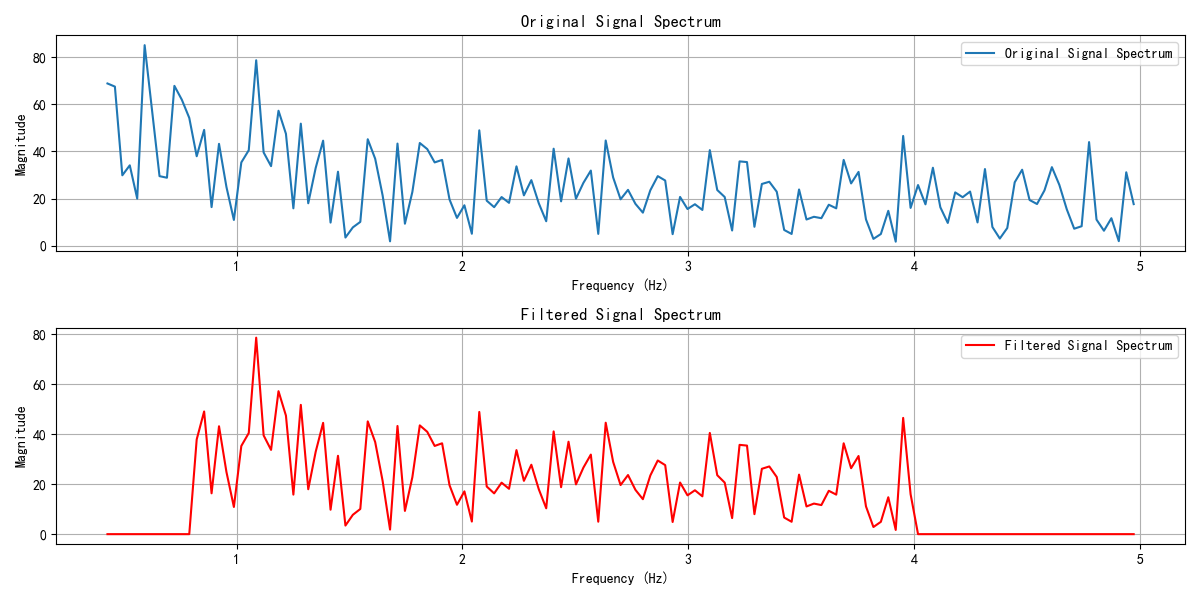 Original Signal Spectrum
Original Signal Spectrum
Magnitude
80
60
40
20
0
1 2 3 4 5
Frequency (Hz)
Filtered Signal Spectrum
Filtered Signal Spectrum
Magnitude
80
60
40
20
0
1 2 3 4 5
Frequency (Hz)